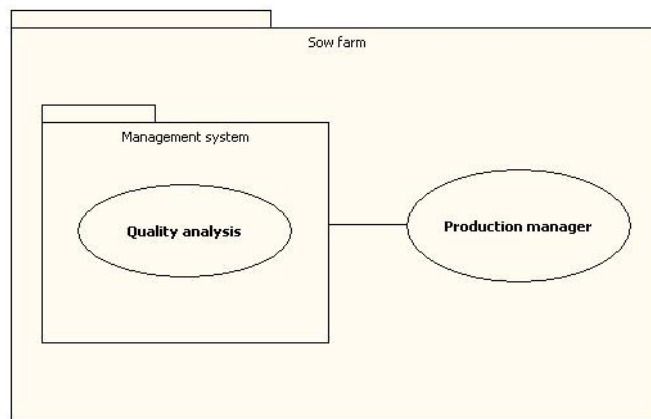 Sow farm
Management system
Quality analysis
Production manager